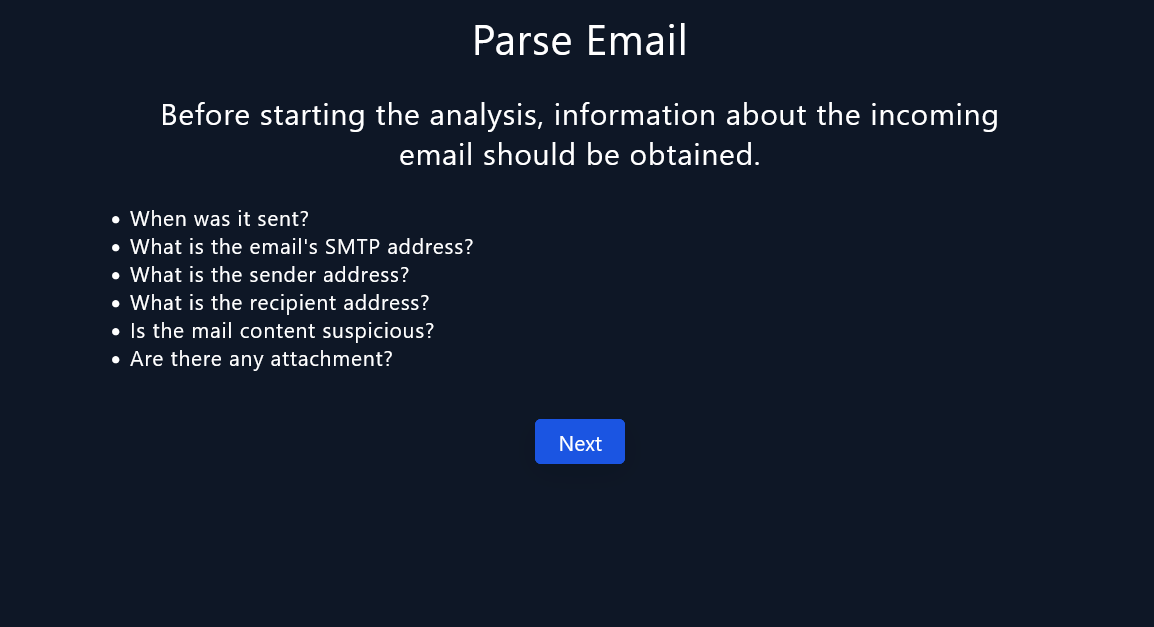 Parse Email
Before starting the analysis, information about the incoming
email should be obtained.
• When was it sent?
• What is the email's SMTP address?
• What is the sender address?
• What is the recipient address?
• Is the mail content suspicious?
• Are there any attachment?
Next